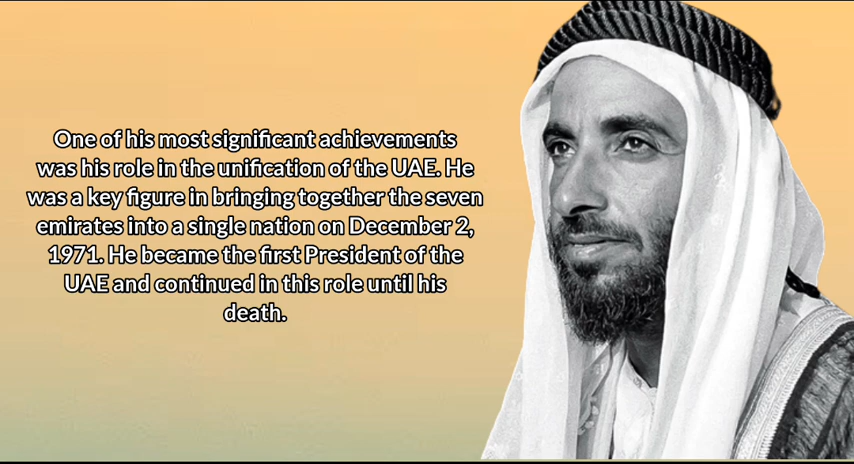 One of his most significant achievements
was his role in the unification of the UAE. He
was a key figure in bringing together the seven
emirates into a single nation on December 2,
1971. He became the first President of the
UAE and continued in this role until his
death.